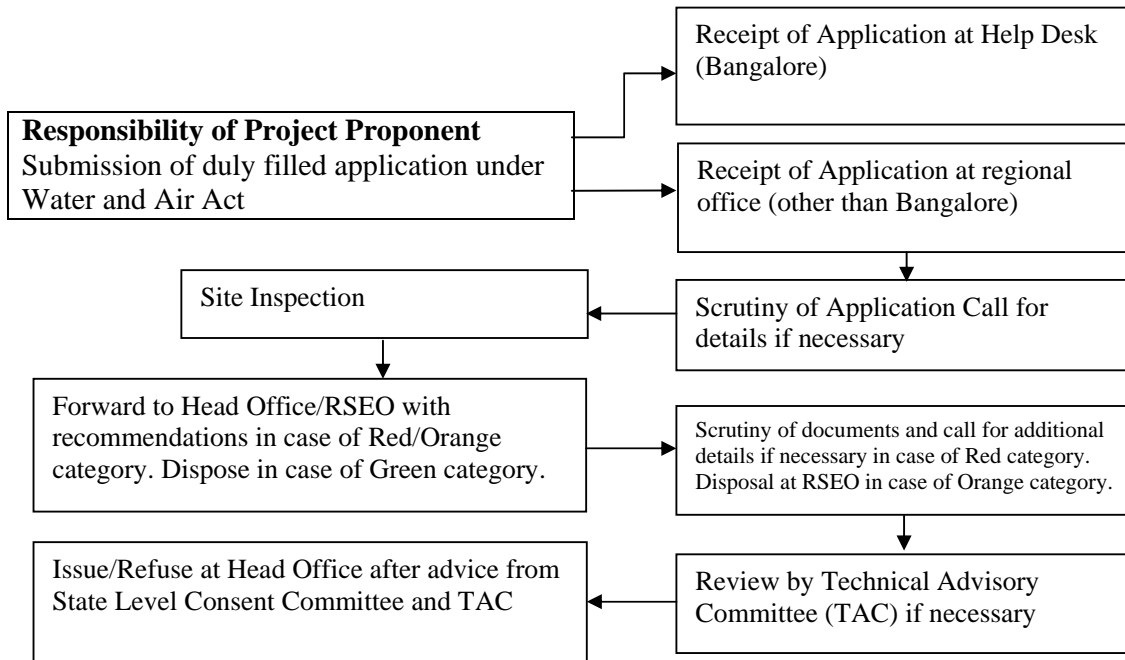 Receipt of Application at Help Desk
(Bangalore)
Responsibility of Project Proponent
Submission of duly filled application under
Water and Air Act
Receipt of Application at regional
office (other than Bangalore)
Site Inspection
Scrutiny of Application Call for
details if necessary
Forward to Head Office/RSEO with
recommendations in case of Red/Orange
category. Dispose in case of Green category.
Scrutiny of documents and call for additional
details if necessary in case of Red category.
Disposal at RSEO in case of Orange category.
Issue/Refuse at Head Office after advice from
State Level Consent Committee and TAC
Review by Technical Advisory
Committee (TAC) if necessary